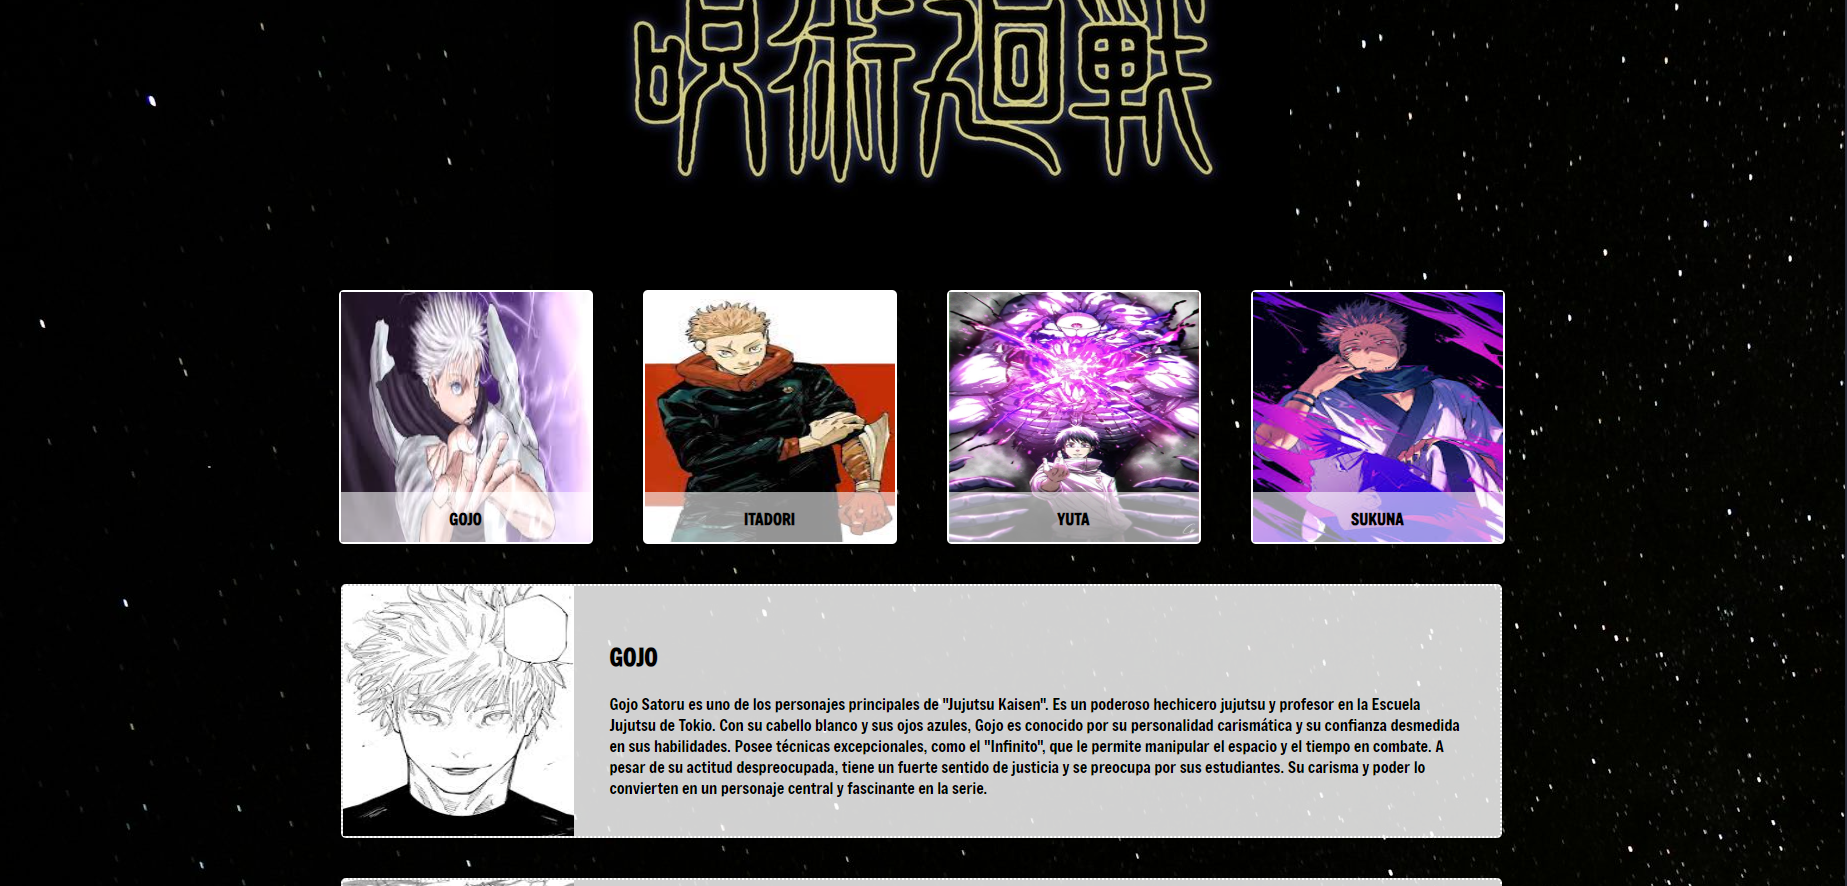 呪術廻戦
GOJO
ITADORI
YUTA
SUKUNA
GOJO
Gojo Satoru es uno de los personajes principales de "Jujutsu Kaisen". Es un poderoso hechicero jujutsu y profesor en la Escuela
Jujutsu de Tokio. Con su cabello blanco y sus ojos azules, Gojo es conocido por su personalidad carismática y su confianza desmedida
en sus habilidades. Posee técnicas excepcionales, como el "Infinito", que le permite manipular el espacio y el tiempo en combate. A
pesar de su actitud despreocupada, tiene un fuerte sentido de justicia y se preocupa por sus estudiantes. Su carisma y poder lo
convierten en un personaje central y fascinante en la serie.